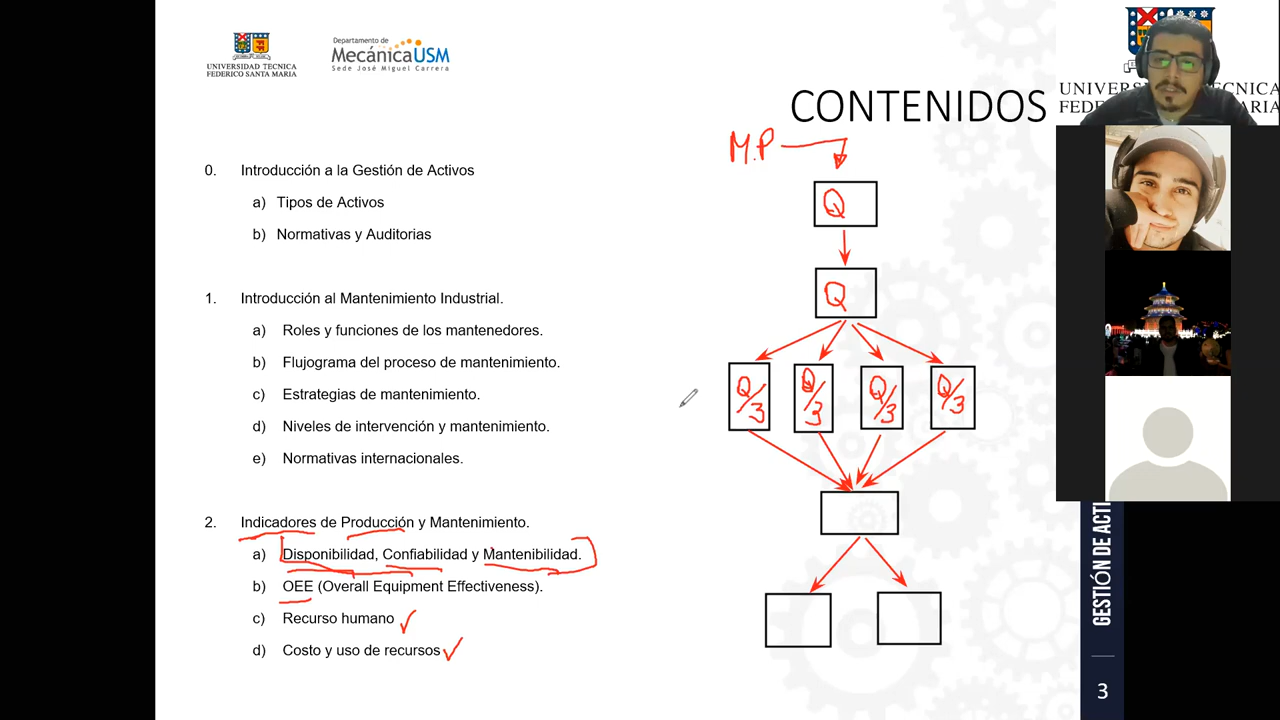 UNIVERSIDAD TECNICA
FEDERICO SANTA MARIA
Departamento de
MecánicaUSM
Sede José Miguel Carrera
CONTENIDOS
0. Introducción a la Gestión de Activos
a) Tipos de Activos
b) Normativas y Auditorias
1. Introducción al Mantenimiento Industrial.
a) Roles y funciones de los mantenedores.
b) Flujograma del proceso de mantenimiento.
c) Estrategias de mantenimiento.
d) Niveles de intervención y mantenimiento.
e) Normativas internacionales.
2. Indicadores de Producción y Mantenimiento.
a) Disponibilidad, Confiabilidad y Mantenibilidad.
b) OEE (Overall Equipment Effectiveness).
c) Recurso humano
d) Costo y uso de recursos
M.P
Q
Q
Q/3 Q/3 Q/3 Q/3
GESTIÓN DE ACTI
3